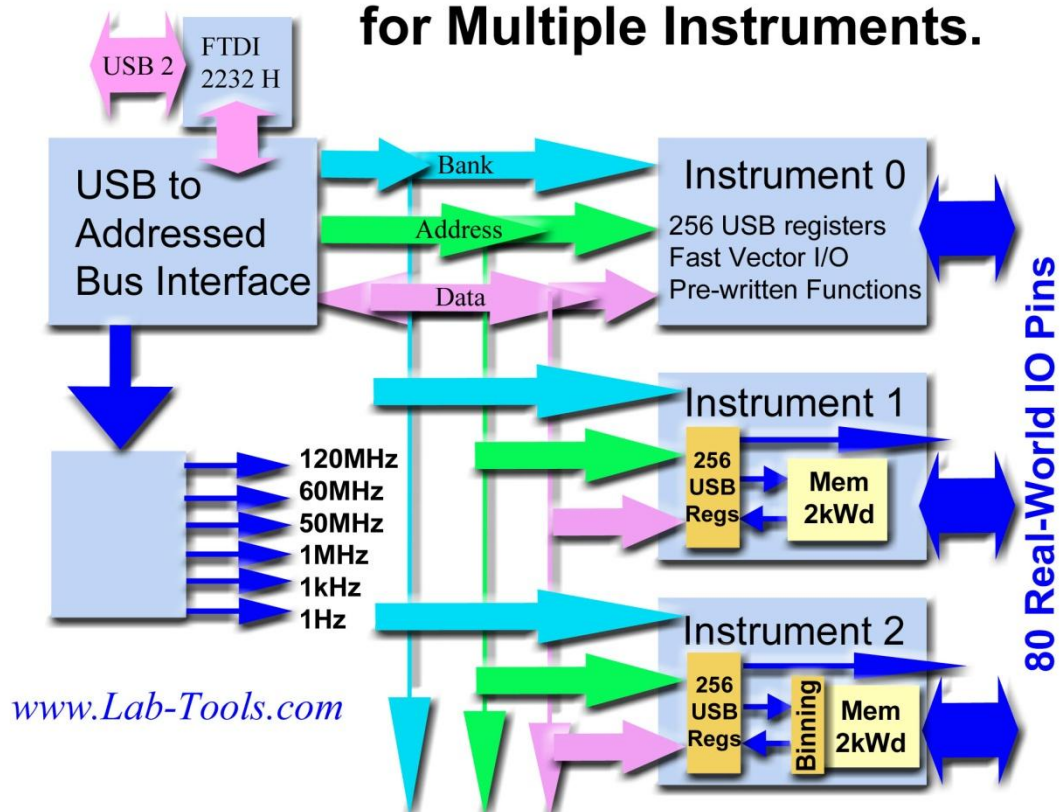 for Multiple Instruments.
USB 2
FTDI
2232 H
USB to
Addressed
Bus Interface
Bank
Address
Data
Instrument 0
256 USB registers
Fast Vector I/O
Pre-written Functions
80 Real-World IO Pins
120MHz
60MHz
50MHz
1MHz
1kHz
1Hz
Instrument 1
256
USB
Regs
Mem
2kWd
Instrument 2
256
USB
Regs
Binning
Mem
2kWd
www.Lab-Tools.com